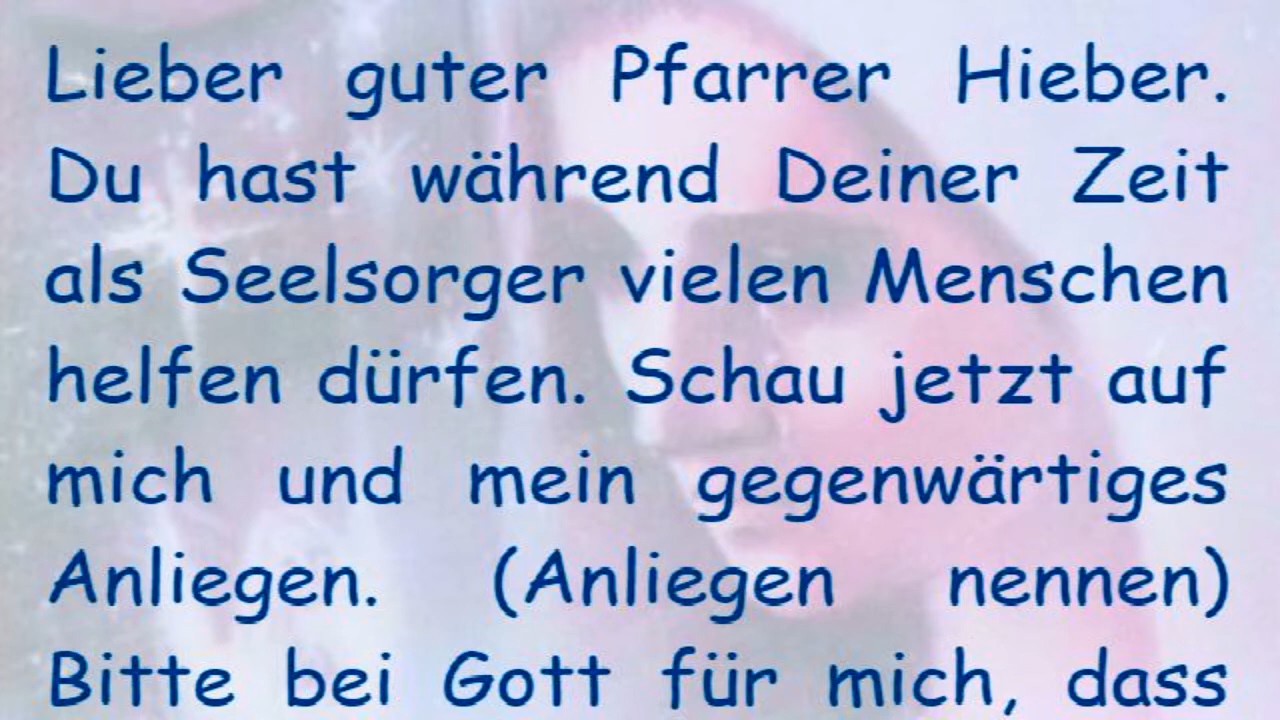 Lieber guter Pfarrer Hieber.
Du hast während Deiner Zeit
als Seelsorger vielen Menschen
helfen dürfen. Schau jetzt auf
mich und mein gegenwärtiges
Anliegen. (Anliegen nennen)
Bitte bei Gott für mich, dass